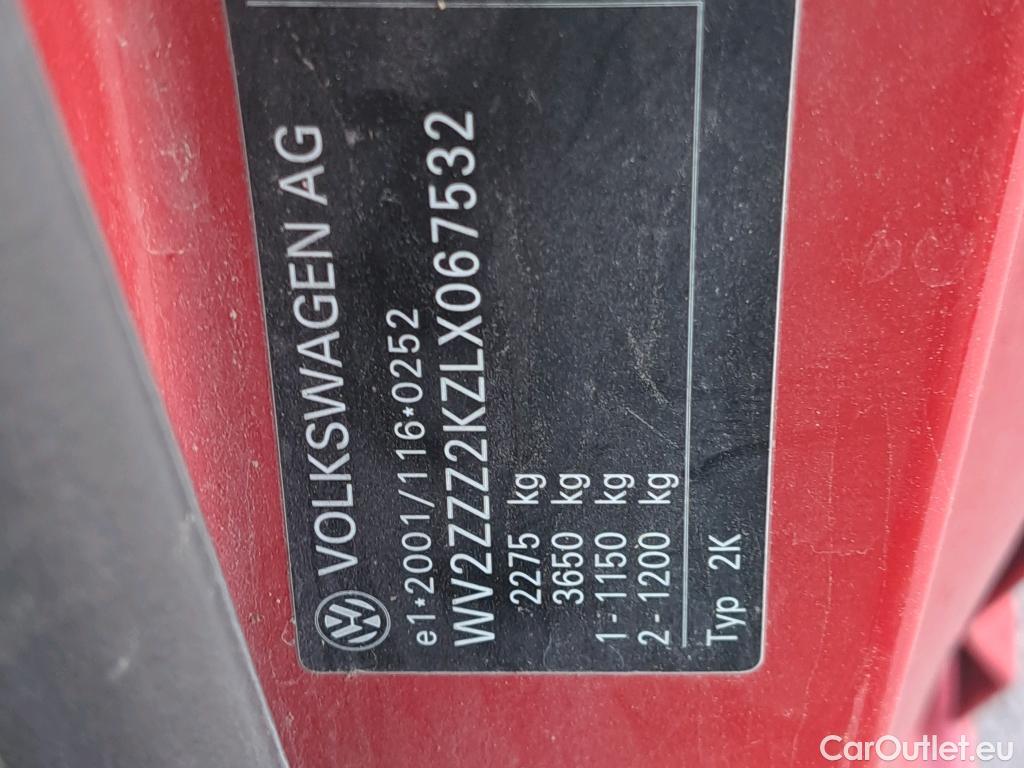 VOLKSWAGEN AG
e1*2001/116*0252
WV2ZZZ2KZLX067532
2275 kg
3650 kg
1 - 1150 kg
2 - 1200 kg
Typ 2K
CarOutlet.eu